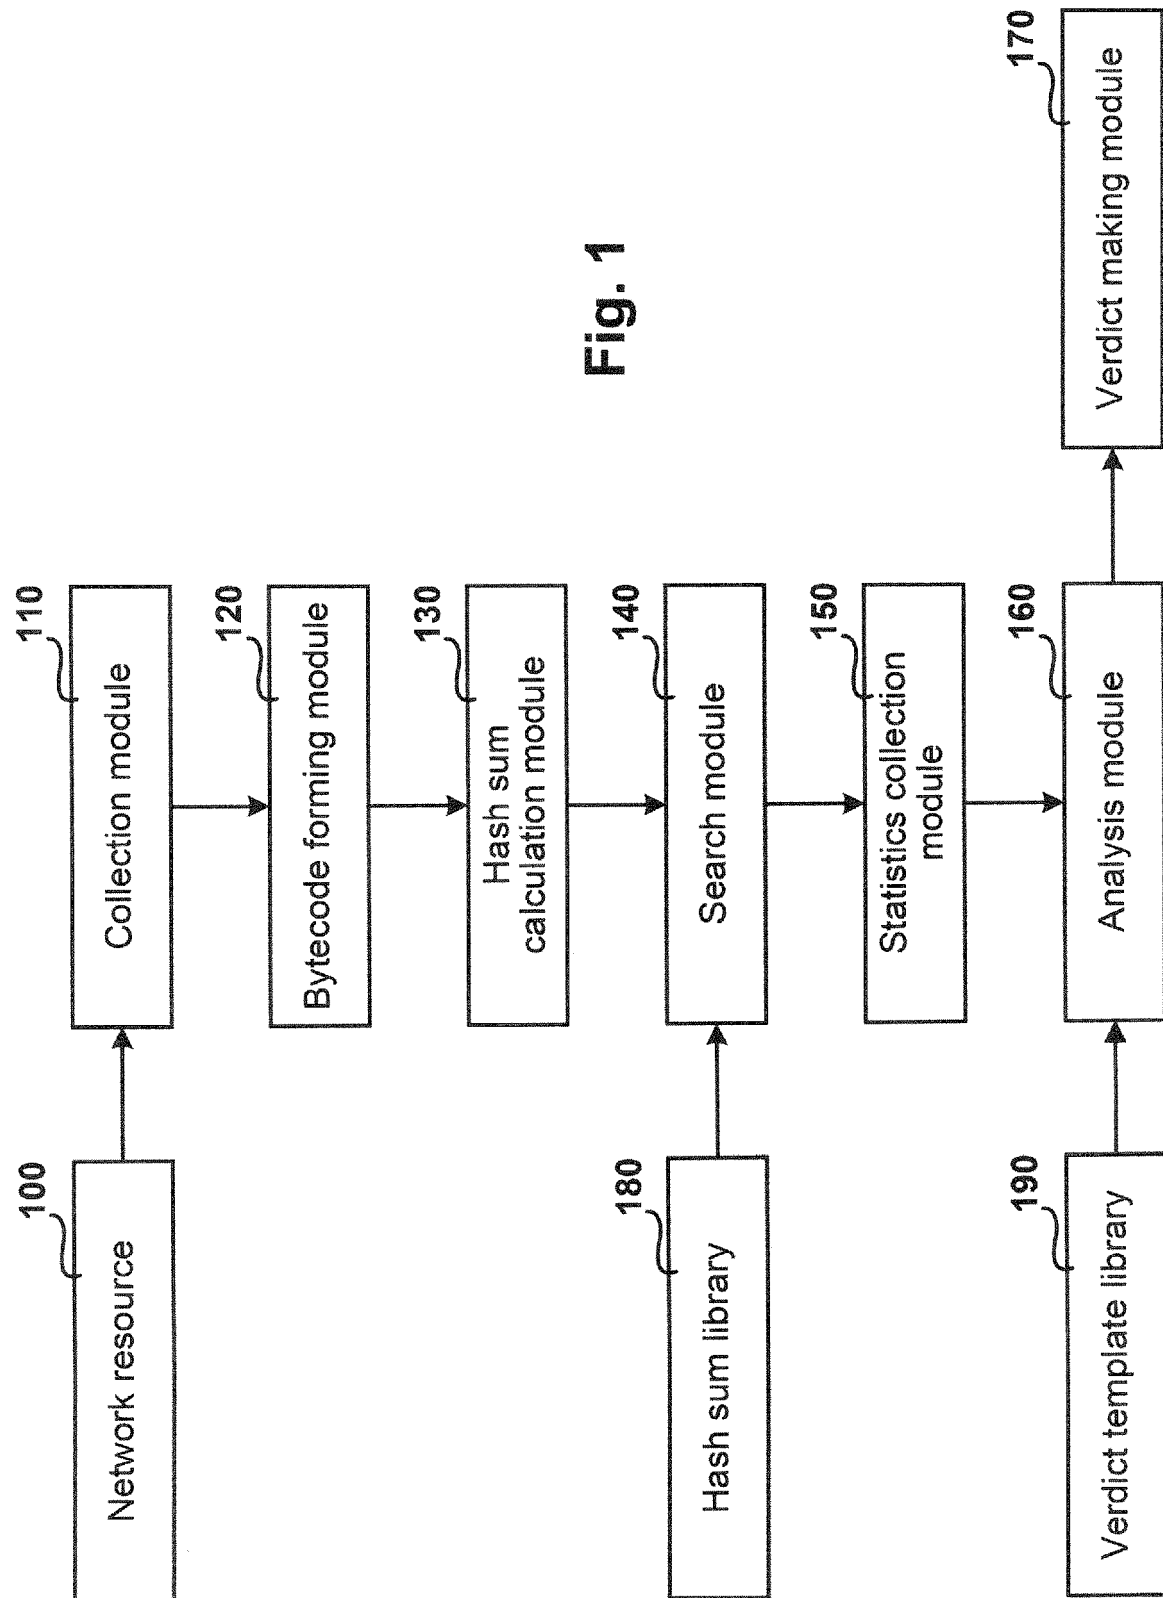 100
Network resource
110
Collection module
120
Bytecode forming module
130
Hash sum
calculation module
180
Hash sum library
140
Search module
150
Statistics collection
module
190
Verdict template library
160
Analysis module
170
Verdict making module
Fig. 1